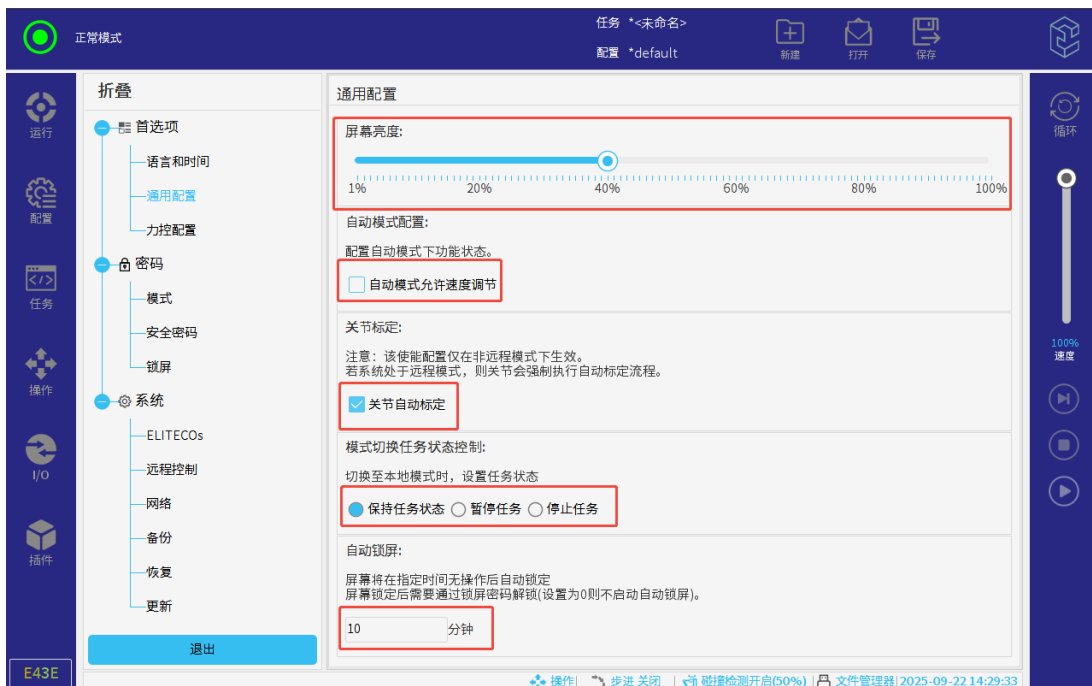 正常模式
任务 *<未命名>
配置 *default
新建
打开
保存
运行
配置
任务
操作
I/O
插件
E43E
折叠
首选项
语言和时间
通用配置
力控配置
密码
模式
安全密码
锁屏
系统
ELITECOs
远程控制
网络
备份
恢复
更新
退出
通用配置
屏幕亮度:
1% 20% 40% 60% 80% 100%
自动模式配置:
配置自动模式下功能状态。
自动模式允许速度调节
关节标定:
注意：该使能配置仅在非远程模式下生效。
若系统处于远程模式，则关节会强制执行自动标定流程。
关节自动标定
模式切换任务状态控制:
切换至本地模式时，设置任务状态
保持任务状态 暂停任务 停止任务
自动锁屏:
屏幕将在指定时间无操作后自动锁定
屏幕锁定后需要通过锁屏密码解锁(设置为0则不启动自动锁屏)。
10 分钟
循环
100%
速度
操作| 步进 关闭 | 碰撞检测开启(50%) | 文件管理器| 2025-09-22 14:29:33